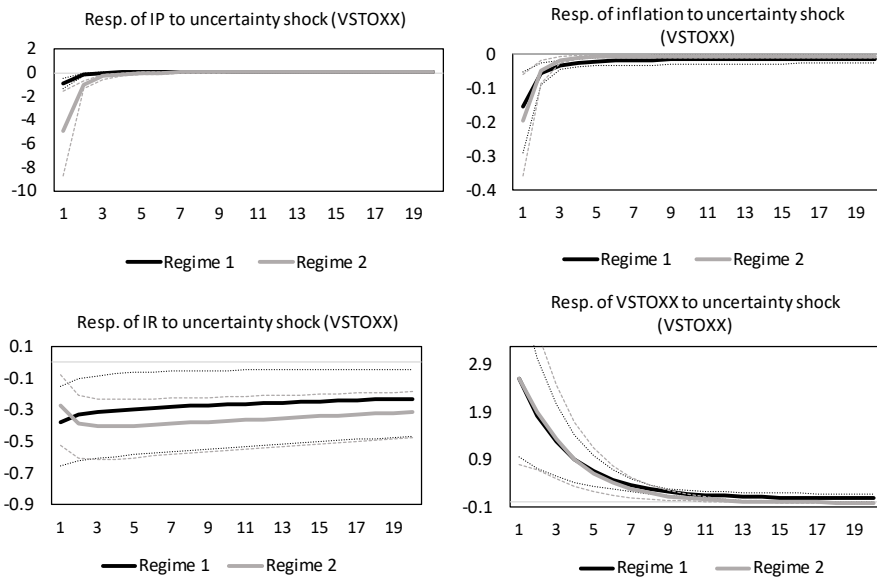 Resp. of IP to uncertainty shock (VSTOXX)
2
0
-2
-4
-6
-8
-10
1 3 5 7 9 11 13 15 17 19
Regime 1 Regime 2
Resp. of inflation to uncertainty shock
(VSTOXX)
0
-0.1
-0.2
-0.3
-0.4
1 3 5 7 9 11 13 15 17 19
Regime 1 Regime 2
Resp. of IR to uncertainty shock (VSTOXX)
0.1
-0.1
-0.3
-0.5
-0.7
-0.9
1 3 5 7 9 11 13 15 17 19
Regime 1 Regime 2
Resp. of VSTOXX to uncertainty shock
(VSTOXX)
2.9
1.9
0.9
-0.1
1 3 5 7 9 11 13 15 17 19
Regime 1 Regime 2